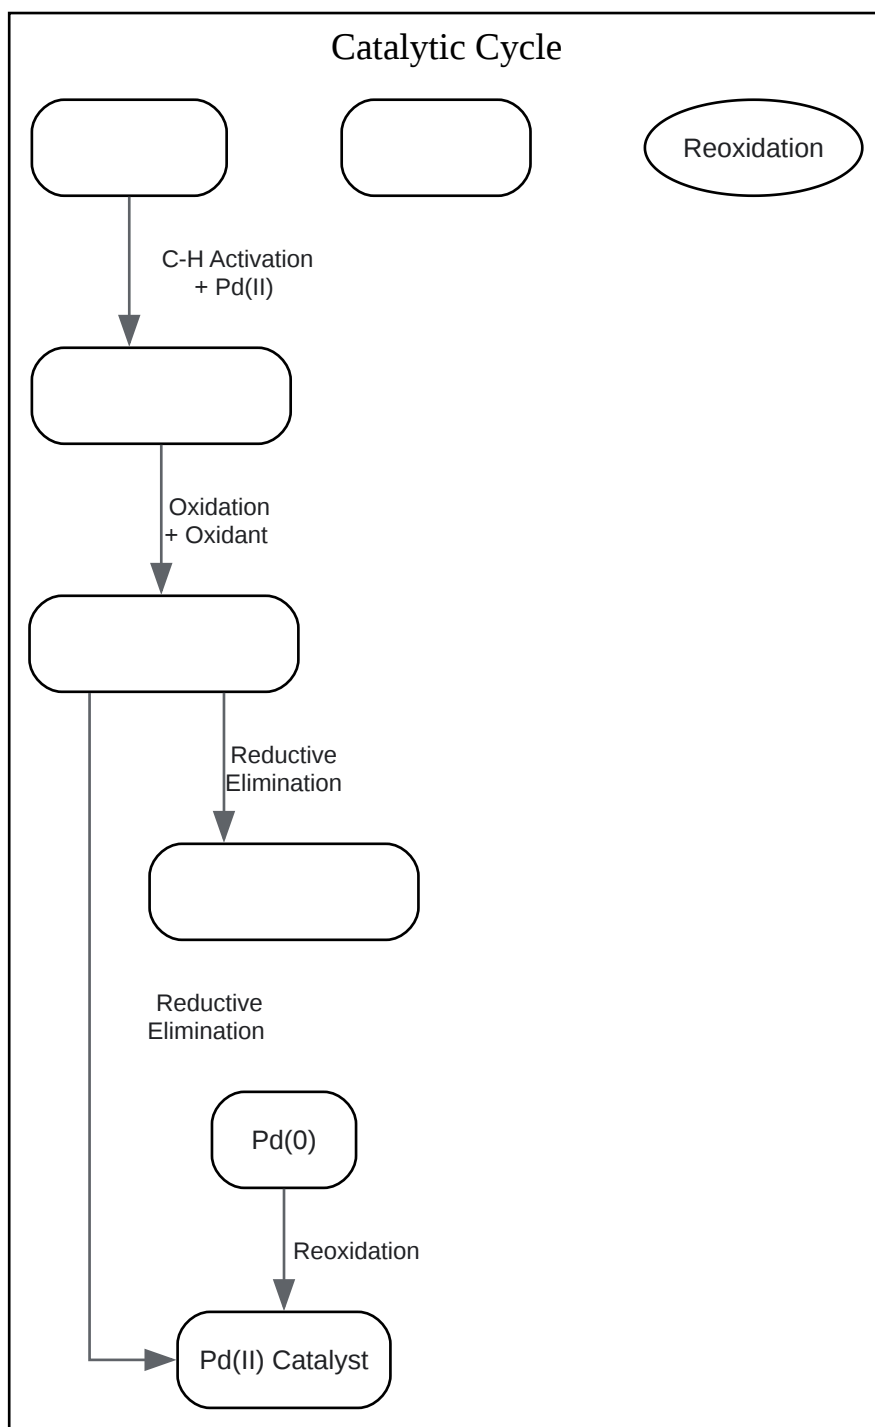 Catalytic Cycle
Reoxidation
C-H Activation
+ Pd(II)
Oxidation
+ Oxidant
Reductive
Elimination
Reductive
Elimination
Pd(0)
Reoxidation
Pd(II) Catalyst